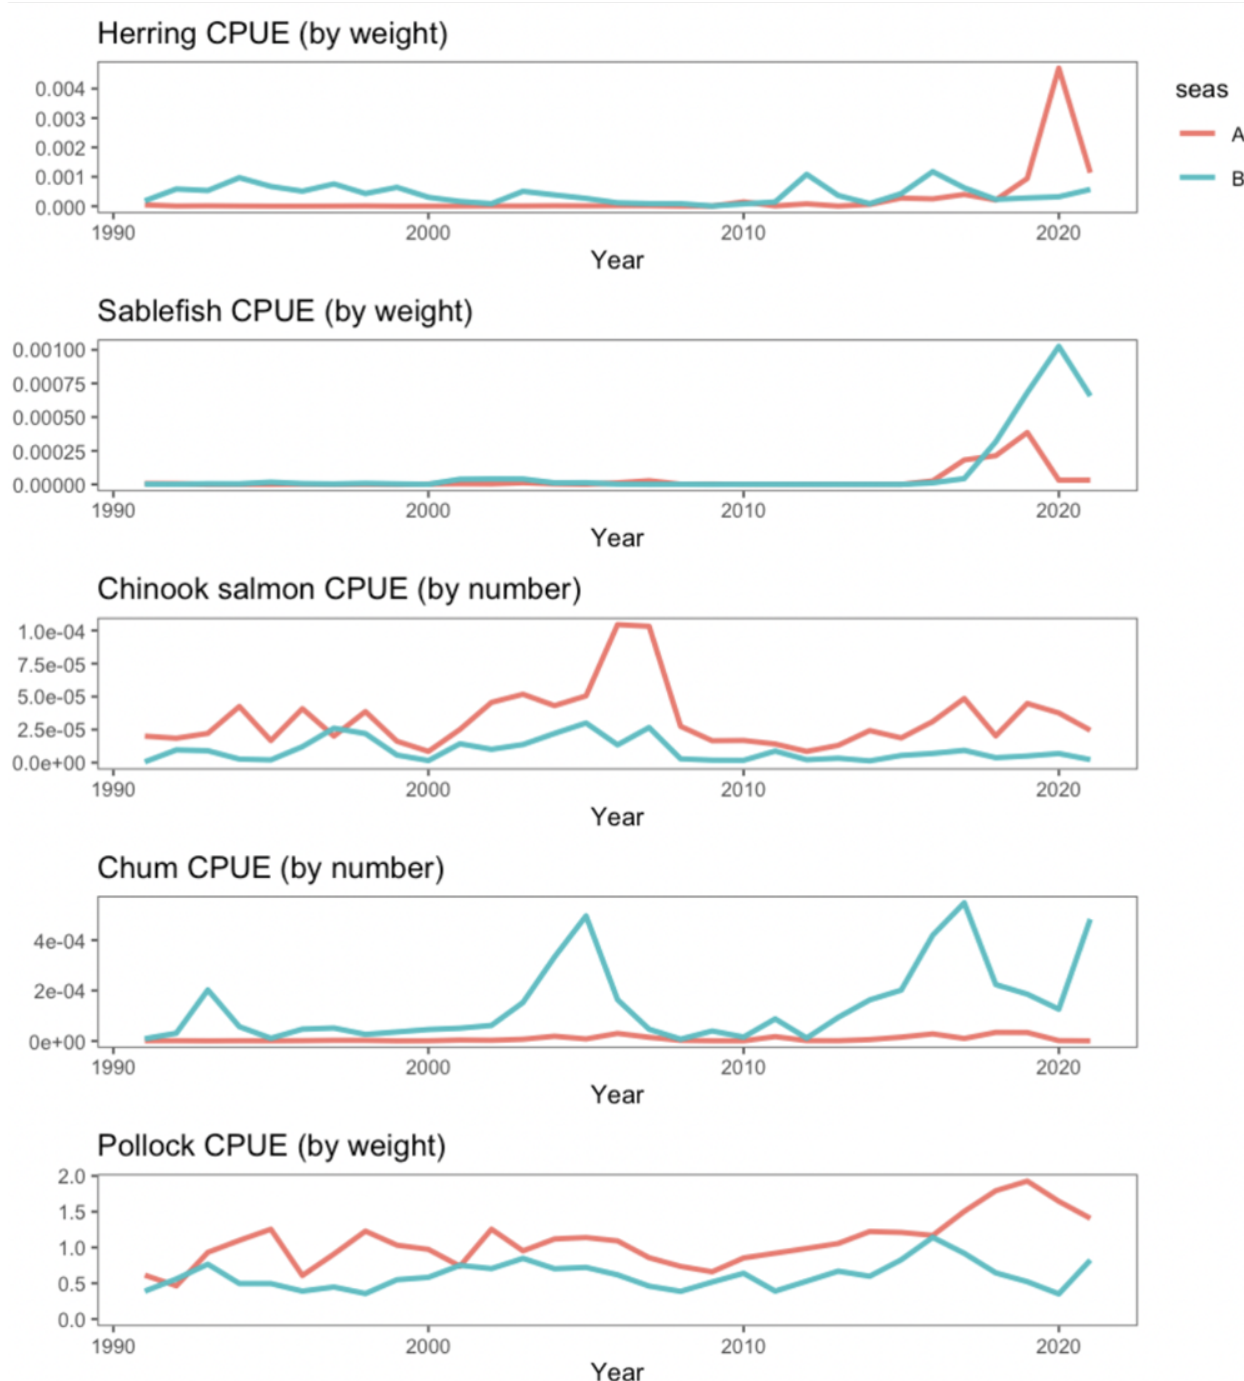 Herring CPUE (by weight)
0.004
0.003
0.002
0.001
0.000
1990 2000 2010 2020
Year
seas
A
B
Sablefish CPUE (by weight)
0.00100
0.00075
0.00050
0.00025
0.00000
1990 2000 2010 2020
Year
Chinook salmon CPUE (by number)
1.0e-04
7.5e-05
5.0e-05
2.5e-05
0.0e+00
1990 2000 2010 2020
Year
Chum CPUE (by number)
4e-04
2e-04
0e+00
1990 2000 2010 2020
Year
Pollock CPUE (by weight)
2.0
1.5
1.0
0.5
0.0
1990 2000 2010 2020
Year